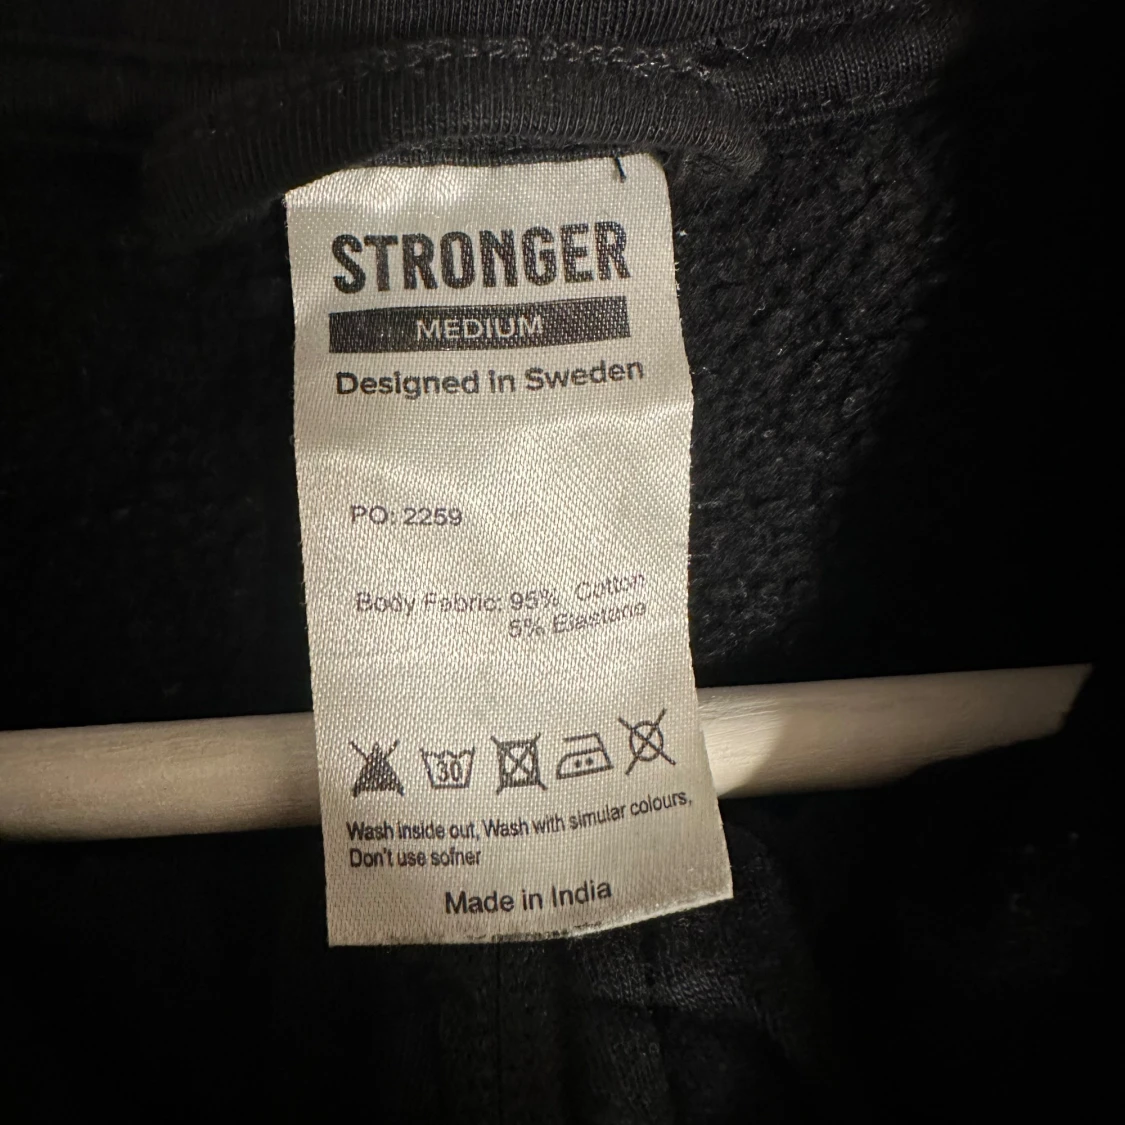 STRONGER
MEDIUM
Designed in Sweden
PO: 2259
Body Fabric: 95% Cotton
5% Elastane
30
Wash inside out, Wash with simular colours,
Don't use sofner
Made in India